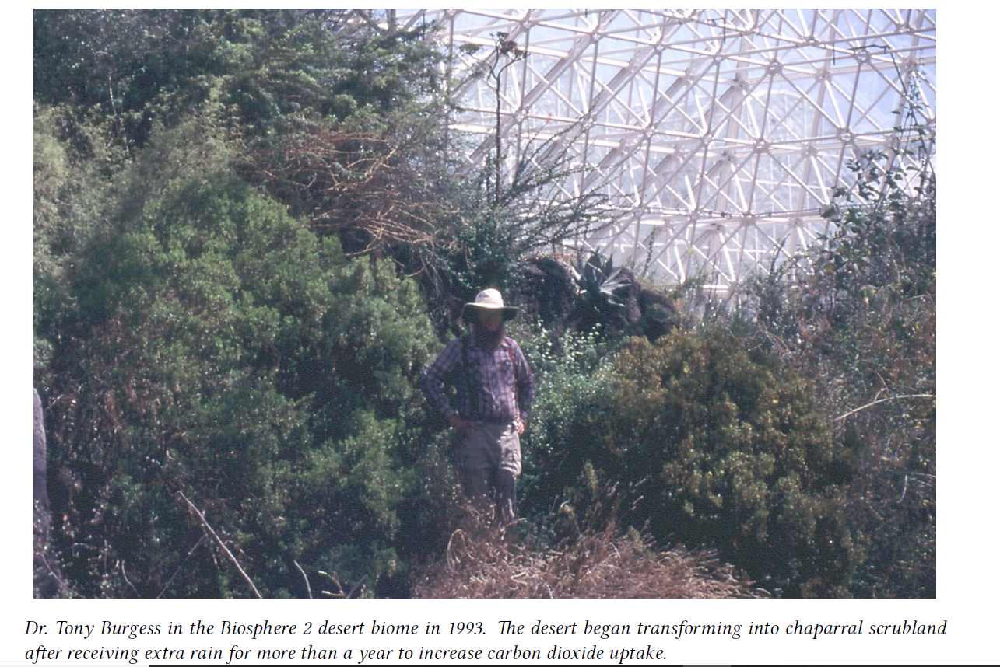 Dr. Tony Burgess in the Biosphere 2 desert biome in 1993. The desert began transforming into chaparral scrubland
after receiving extra rain for more than a year to increase carbon dioxide uptake.